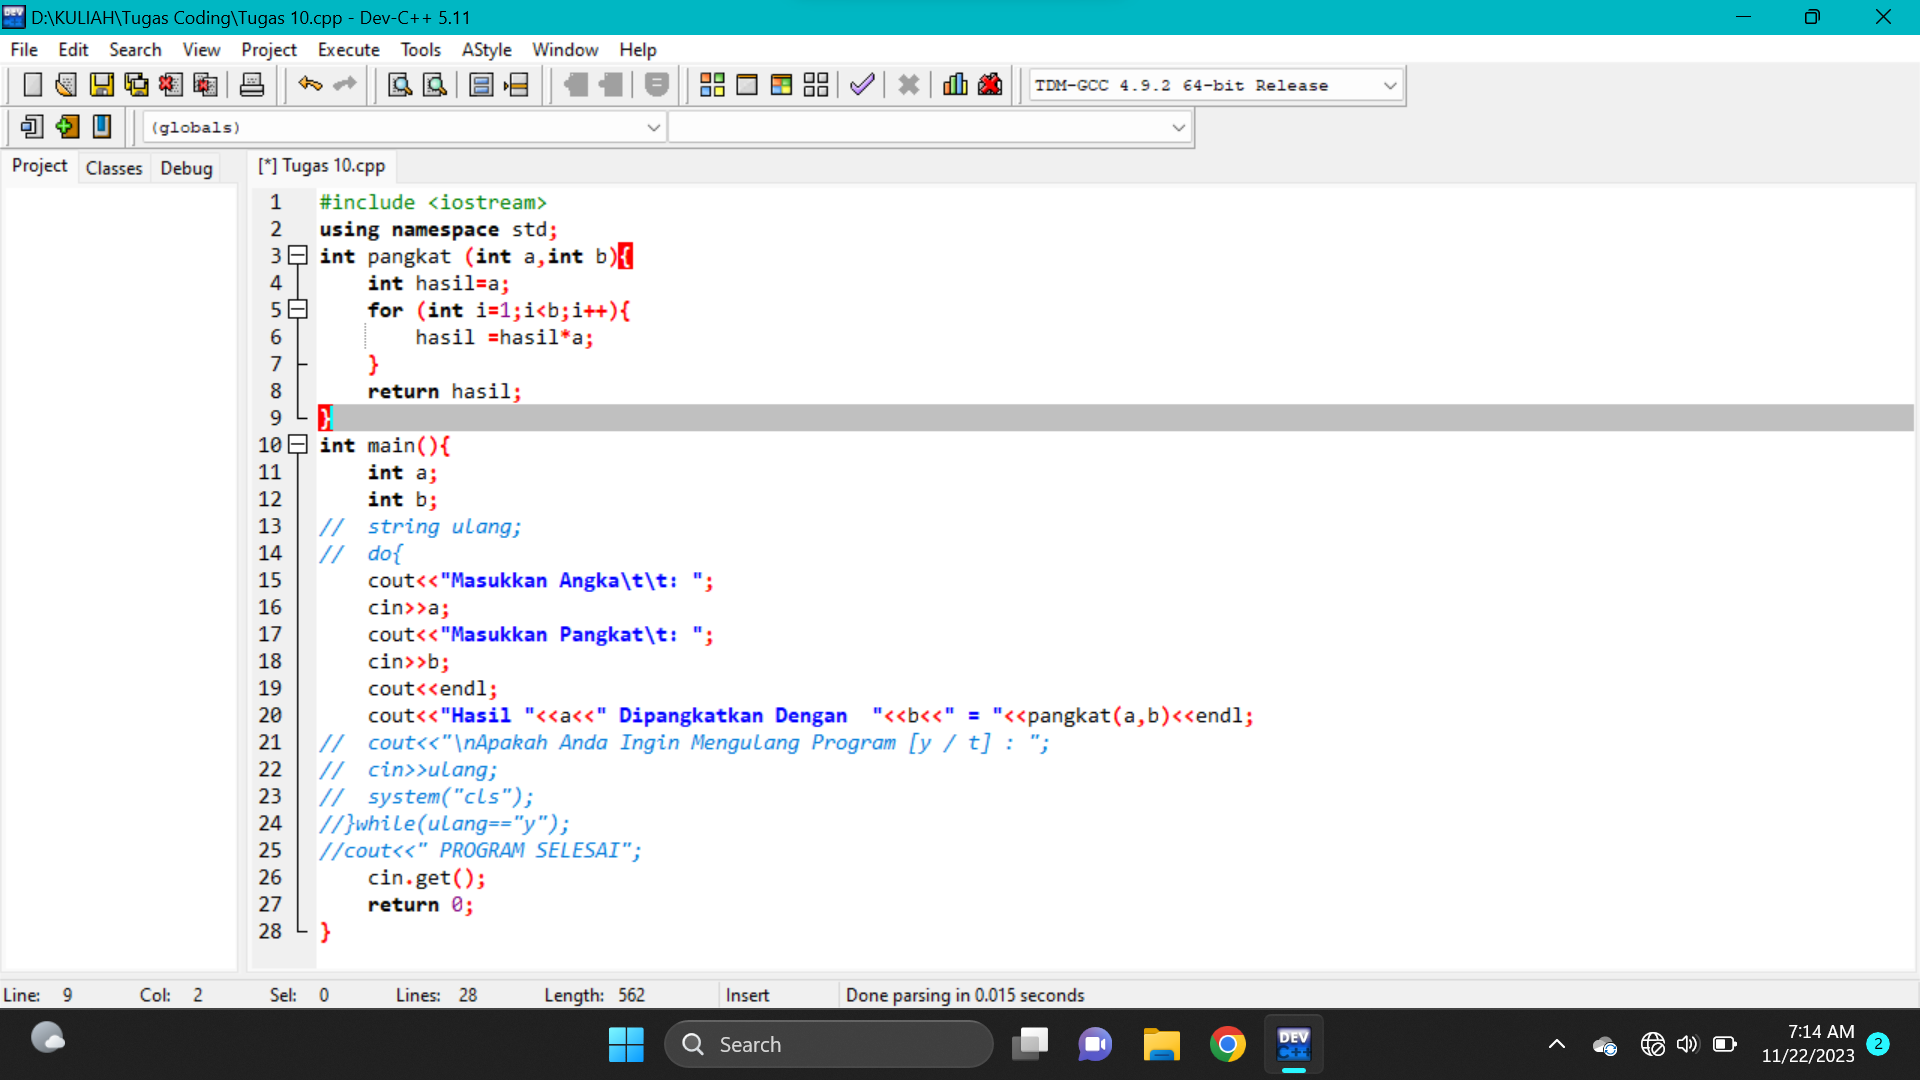 D:\KULIAH\Tugas Coding\Tugas 10.cpp - Dev-C++ 5.11
File Edit Search View Project Execute Tools AStyle Window Help
TDM-GCC 4.9.2 64-bit Release
(globals)
Project Classes Debug
[*] Tugas 10.cpp
1 #include <iostream>
2 using namespace std;
3 int pangkat (int a,int b){
4     int hasil=a;
5     for (int i=1;i<b;i++){
6         hasil =hasil*a;
7     }
8     return hasil;
9 }
10 int main(){
11     int a;
12     int b;
13 //  string ulang;
14 //  do{
15     cout<<"Masukkan Angka\t\t: ";
16     cin>>a;
17     cout<<"Masukkan Pangkat\t: ";
18     cin>>b;
19     cout<<endl;
20     cout<<"Hasil "<<a<<" Dipangkatkan Dengan  "<<b<<" = "<<pangkat(a,b)<<endl;
21 //  cout<<"\nApakah Anda Ingin Mengulang Program [y / t] : ";
22 //  cin>>ulang;
23 //  system("cls");
24 //}while(ulang=="y");
25 //cout<<" PROGRAM SELESAI";
26     cin.get();
27     return 0;
28 }
Line: 9 Col: 2 Sel: 0 Lines: 28 Length: 562 Insert Done parsing in 0.015 seconds
Search
DEV C++
7:14 AM
11/22/2023
2